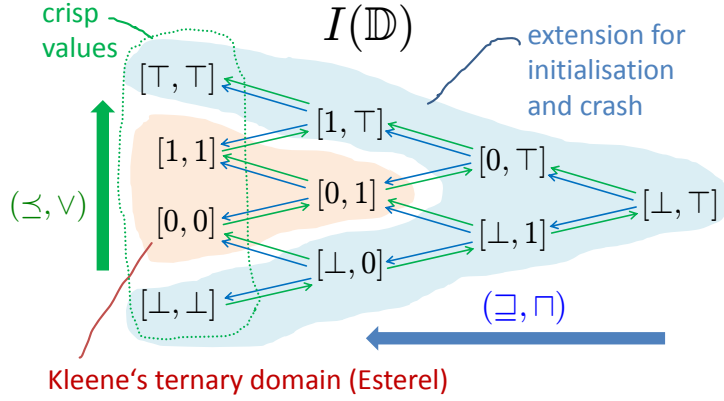 crisp
values
I(𝔻)
extension for
initialisation
and crash
[⊤, ⊤]
[1, ⊤]
[1, 1]
[0, ⊤]
[0, 1]
[⊥, ⊤]
(⪯, ∨)
[0, 0]
[⊥, 1]
[⊥, 0]
[⊥, ⊥]
(⊒, ⊓)
Kleene‘s ternary domain (Esterel)